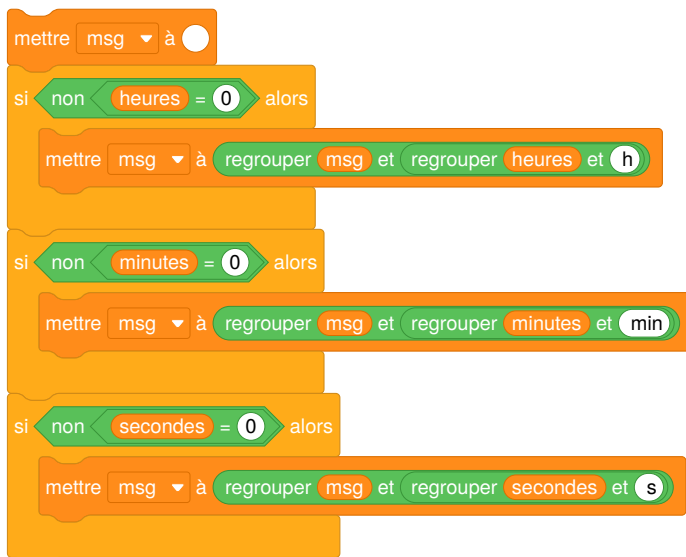 mettre msg à
si non heures = 0 alors
mettre msg à regrouper msg et regrouper heures et h
si non minutes = 0 alors
mettre msg à regrouper msg et regrouper minutes et min
si non secondes = 0 alors
mettre msg à regrouper msg et regrouper secondes et s